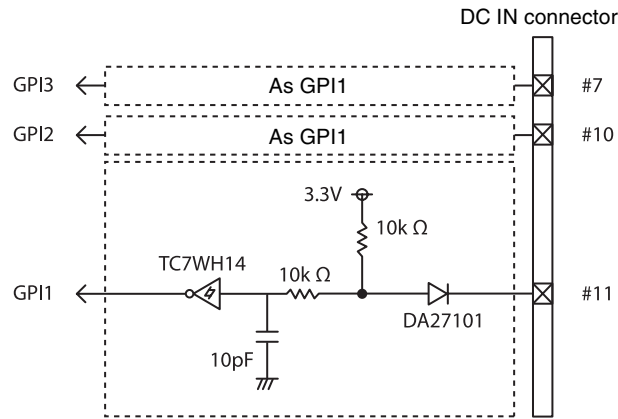 DC IN connector
GPI3
As GPI1
#7
GPI2
As GPI1
#10
3.3V
10k Ω
TC7WH14
10k Ω
GPI1
#11
DA27101
10pF